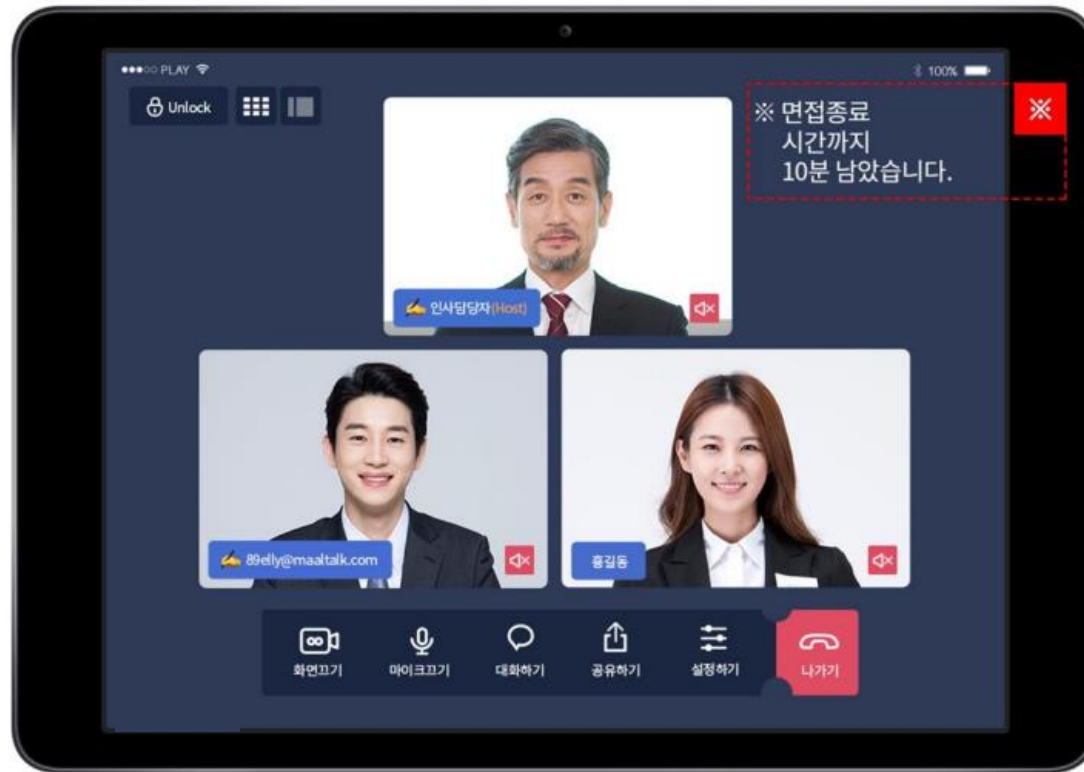 PLAY
100%
Unlock
※ 면접종료
시간까지
10분 남았습니다.
※
인사담당자(Host)
89elly@maaltalk.com
홍길동
화면끄기
마이크끄기
대화하기
공유하기
설정하기
나가기